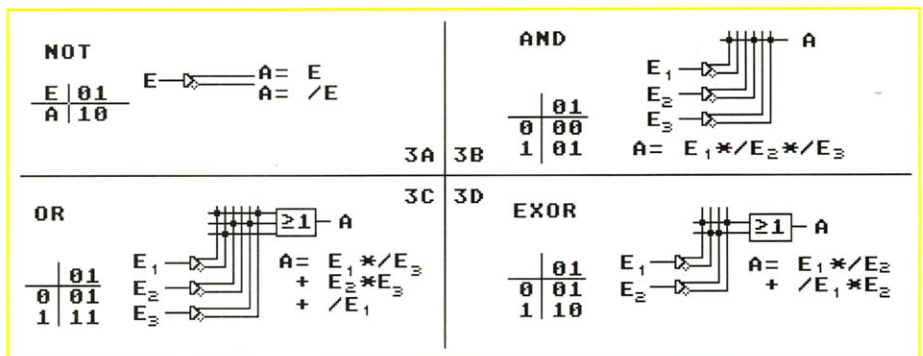 NOT
E A= E
A= /E
E 01
A 10
3A
AND
A
E₁
E₂
E₃
01
0 00
1 01
A= E₁*/E₂*/E₃
3B
OR
≥1 A
E₁
E₂
E₃
A= E₁*/E₃
+ E₂*E₃
+ /E₁
01
0 01
1 11
3C
3D
EXOR
≥1 A
E₁
E₂
A= E₁*/E₂
+ /E₁*E₂
01
0 01
1 10